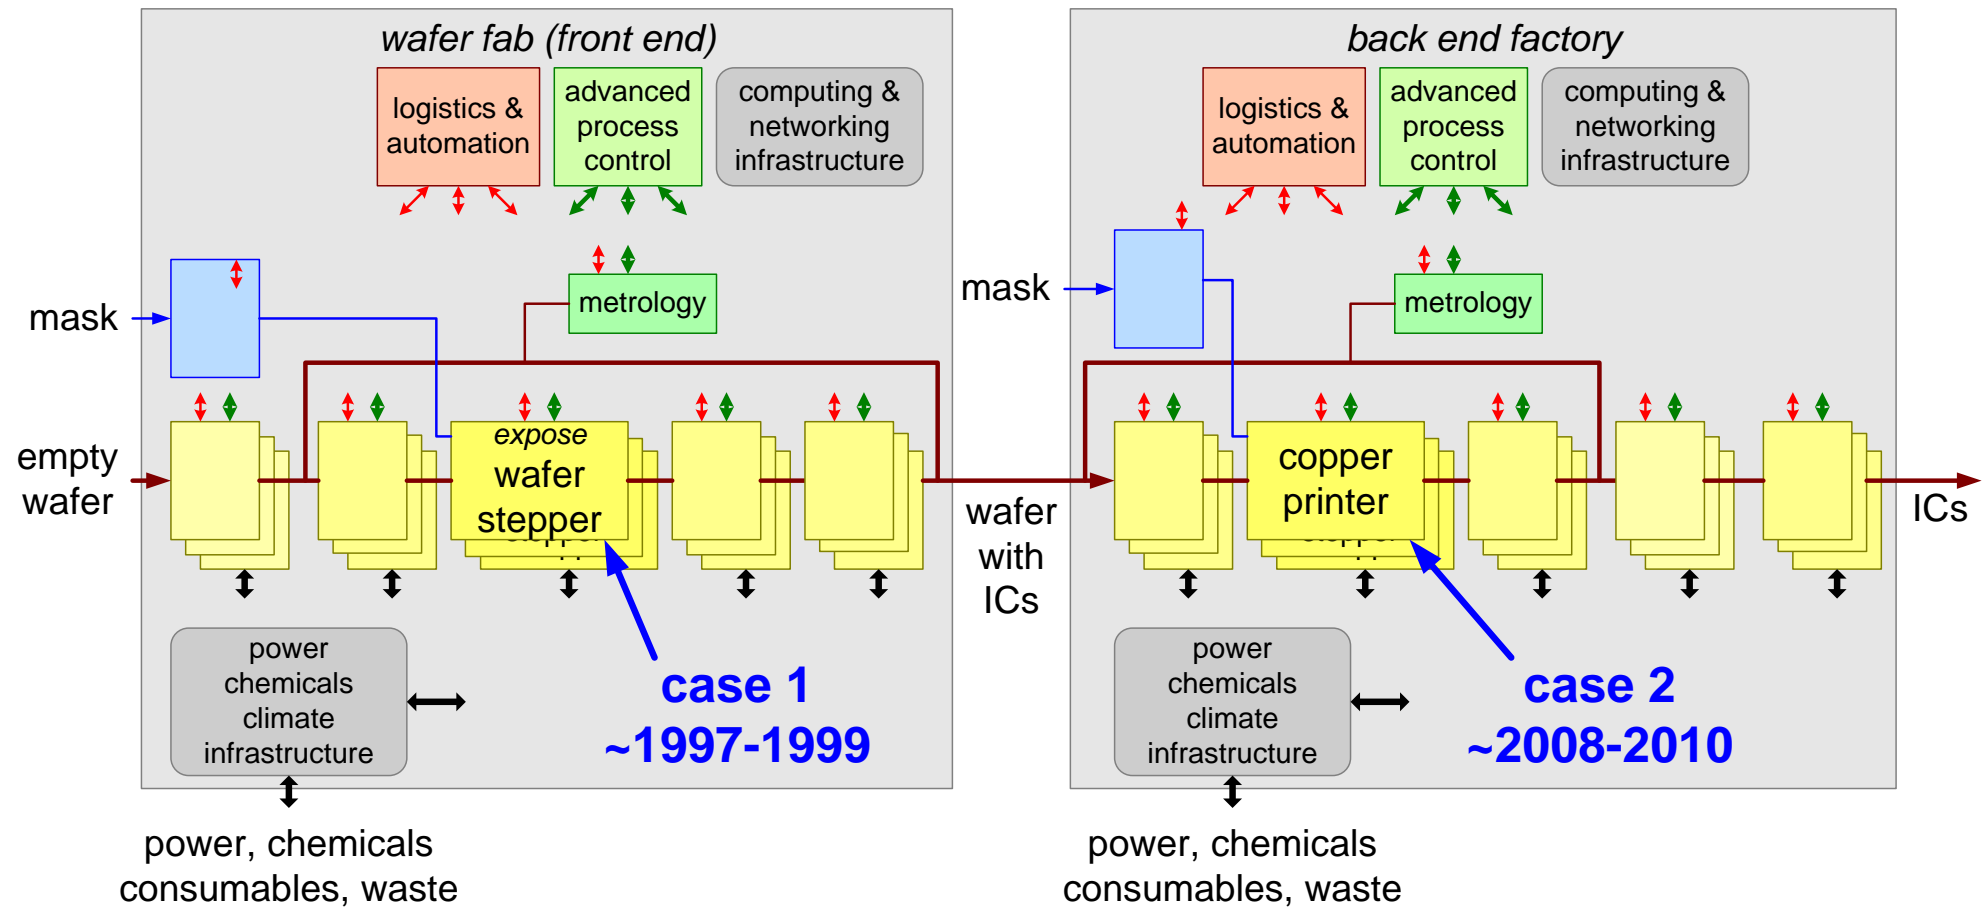 wafer fab (front end)
logistics &
automation
advanced
process
control
computing &
networking
infrastructure
mask
metrology
empty
wafer
expose
wafer
stepper
stepper
power
chemicals
climate
infrastructure
case 1
~1997-1999
power, chemicals
consumables, waste
wafer
with
ICs
back end factory
logistics &
automation
advanced
process
control
computing &
networking
infrastructure
mask
metrology
copper
printer
stepper
ICs
power
chemicals
climate
infrastructure
case 2
~2008-2010
power, chemicals
consumables, waste